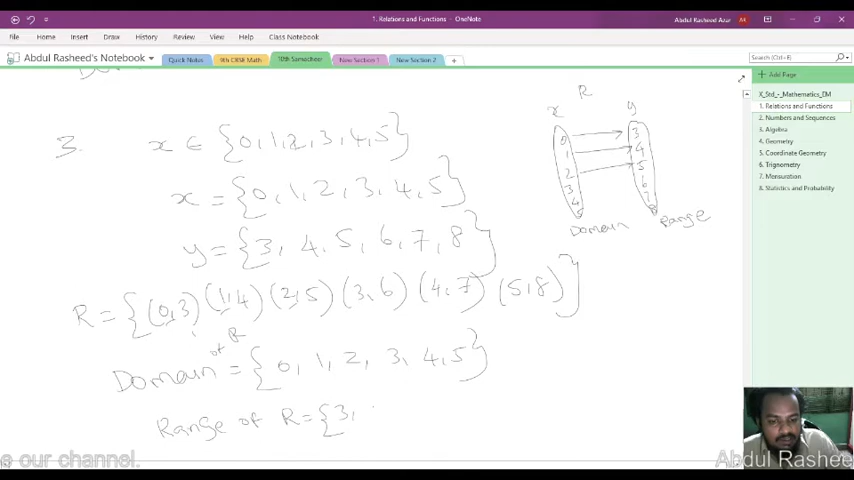 1. Relations and Functions - OneNote
Abdul Rasheed Azar AK
File Home Insert Draw History Review View Help Class Notebook
Abdul Rasheed's Notebook Quick Notes 9th CBSE Math 10th Samacheer New Section 1 New Section 2 +
Search (Ctrl+E)
Add Page
X_Std_-_Mathematics_EM
1. Relations and Functions
2. Numbers and Sequences
3. Algebra
4. Geometry
5. Coordinate Geometry
6. Trignometry
7. Mensuration
8. Statistics and Probability
R
x y
0 3
1 4
2 5
3 6
4 7
5 8
Domain Range
3. x ∈ {0,1,2,3,4,5}
x = {0, 1, 2, 3, 4, 5}
y = {3, 4, 5, 6, 7, 8}
R = {(0,3) (1,4) (2,5) (3,6) (4,7) (5,8)}
Domain of R = {0, 1, 2, 3, 4, 5}
Range of R = {3,
e our channel.
Abdul Rashee